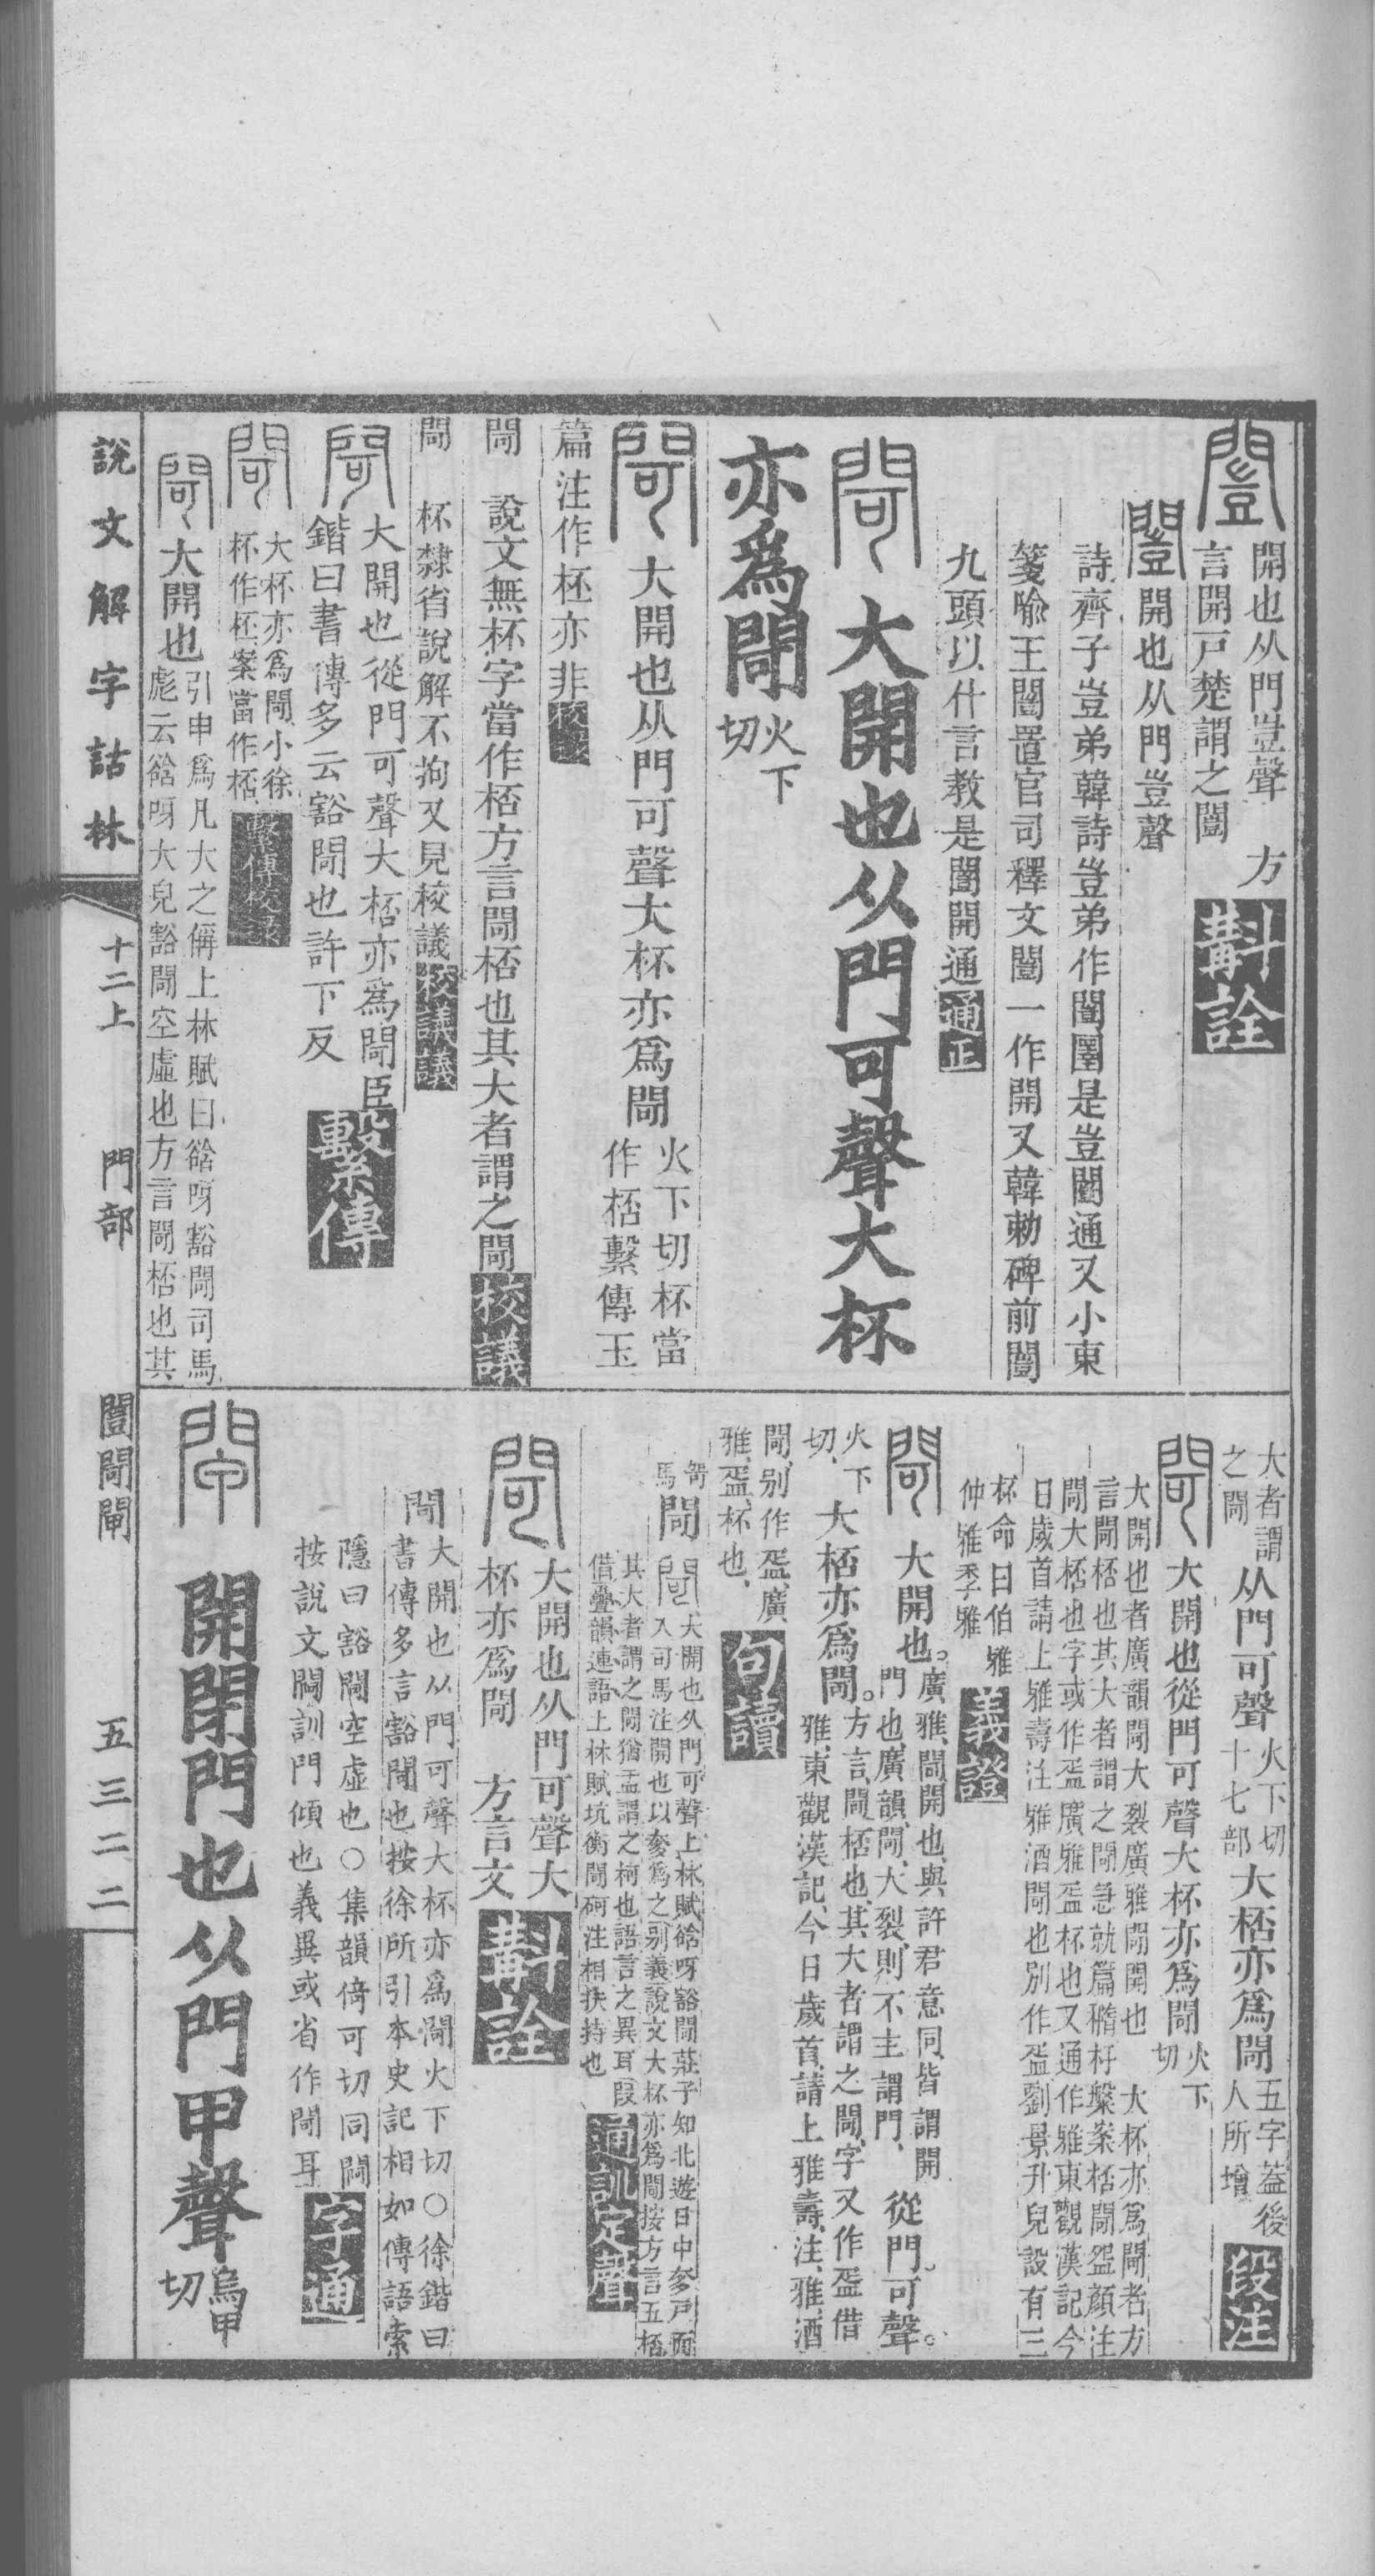 開也从門豈聲　方
言開戶楚謂之闓
斠詮
闓開也从門豈聲
詩齊子豈弟韓詩豈弟作闓圛是豈闓通又小東
箋喻王闓置官司釋文闓一作開又韓勅碑前闓
九頭以什言教是闓開通
通正
大開也从門可聲大杯
亦爲閜
火下
切
大開也从門可聲大杯亦爲閜
火下切杯當
作桮繫傳玉
篇注作柸亦非
校錄
閜
說文無杯字當作桮方言閜桮也其大者謂之閜
校議
閜
杯隸省說解不拘又見校議
校議議
大開也從門可聲大桮亦爲閜臣
鍇曰書傳多云豁閜也許下反
繫傳
大杯亦爲閜小徐
杯作柸案當作桮
繫傳校錄
大開也
引申爲凡大之偁上林賦曰谽呀豁閜司馬
彪云谽呀大皃豁閜空虛也方言閜桮也其
大者謂
之閜
从門可聲
火下切
十七部
大桮亦爲閜
五字蓋後
人所增
段注
大開也從門可聲大杯亦爲閜
火下
切
大開也者廣韻閜大裂廣雅閜開也　大杯亦爲閜者方
言閜桮也其大者謂之閜急就篇橢杅槃案桮閜盌顏注
閜大桮也字或作盃廣雅盃杯也又通作雅東觀漢記今
日歲首請上雅壽注雅酒閜也別作盃劉景升兒設有三
杯命曰伯雅
仲雅季雅
義證
大開也。
廣雅、閜開也、與許君意同、皆謂開
門也、廣韻、閜、大裂、則不主謂門、
從門可聲。
火下
切、
大桮亦爲閜。
方言、閜、桮也、其大者謂之閜、字又作盃、借
雅、東觀漢記、今日歲首、請上雅壽、注、雅、酒
閜、別作盃、廣
雅、盃、杯也、
句讀
閜
大開也从門可聲上林賦谽呀豁閜莊子知北遊日中奓戶而
入司馬注開也以奓爲之別義說文大杯亦爲閜按方言五桮
其大者謂之閜猶盂謂之柯也語言之異耳叚
借疊韻連語上林賦坑衡閜砢注相扶持也
通訓定聲
大開也从門可聲大
杯亦爲閜　方言文
斠詮
閜
大開也从門可聲大杯亦爲閜火下切○徐鍇曰
書傳多言豁閜也按徐所引本史記相如傳語索
隱曰豁閜空虛也○集韻倚可切同閜
按說文閜訓門傾也義異或省作閜耳
字通
開閉門也从門甲聲
烏甲
切
說文解字詁林
十二上
門部
闓閜閘
五三二二